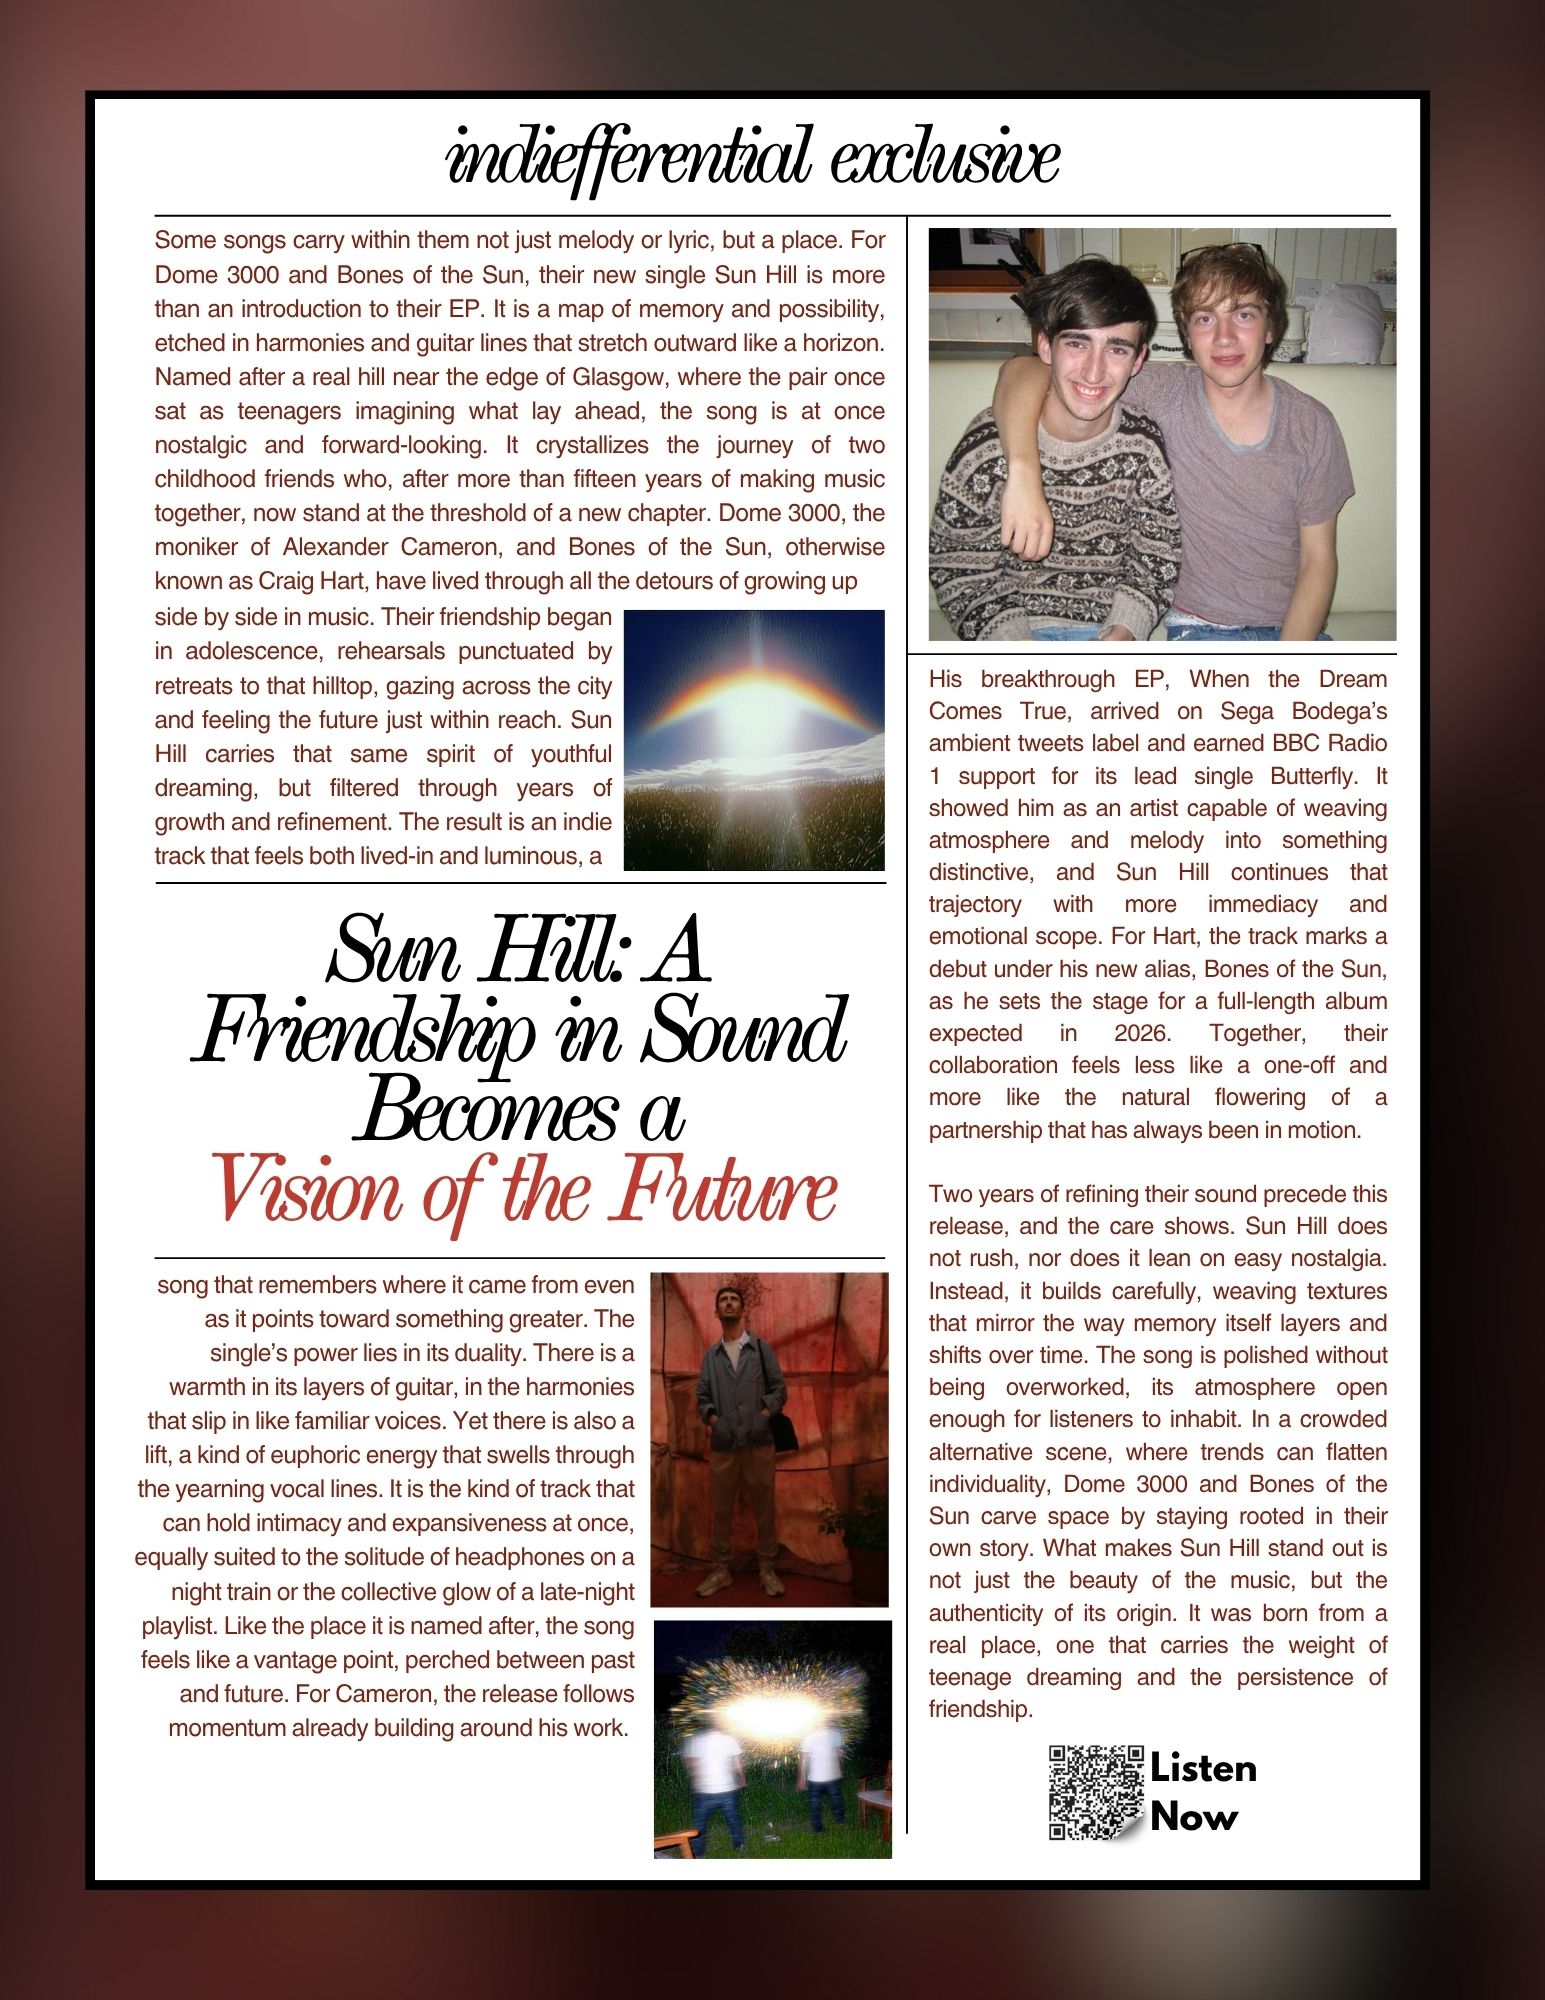 indiefferential exclusive
Some songs carry within them not just melody or lyric, but a place. For
Dome 3000 and Bones of the Sun, their new single Sun Hill is more
than an introduction to their EP. It is a map of memory and possibility,
etched in harmonies and guitar lines that stretch outward like a horizon.
Named after a real hill near the edge of Glasgow, where the pair once
sat as teenagers imagining what lay ahead, the song is at once
nostalgic and forward-looking. It crystallizes the journey of two
childhood friends who, after more than fifteen years of making music
together, now stand at the threshold of a new chapter. Dome 3000, the
moniker of Alexander Cameron, and Bones of the Sun, otherwise
known as Craig Hart, have lived through all the detours of growing up
side by side in music. Their friendship began
in adolescence, rehearsals punctuated by
retreats to that hilltop, gazing across the city
and feeling the future just within reach. Sun
Hill carries that same spirit of youthful
dreaming, but filtered through years of
growth and refinement. The result is an indie
track that feels both lived-in and luminous, a
Sun Hill: A
Friendship in Sound
Becomes a
Vision of the Future
song that remembers where it came from even
as it points toward something greater. The
single’s power lies in its duality. There is a
warmth in its layers of guitar, in the harmonies
that slip in like familiar voices. Yet there is also a
lift, a kind of euphoric energy that swells through
the yearning vocal lines. It is the kind of track that
can hold intimacy and expansiveness at once,
equally suited to the solitude of headphones on a
night train or the collective glow of a late-night
playlist. Like the place it is named after, the song
feels like a vantage point, perched between past
and future. For Cameron, the release follows
momentum already building around his work.
His breakthrough EP, When the Dream
Comes True, arrived on Sega Bodega’s
ambient tweets label and earned BBC Radio
1 support for its lead single Butterfly. It
showed him as an artist capable of weaving
atmosphere and melody into something
distinctive, and Sun Hill continues that
trajectory with more immediacy and
emotional scope. For Hart, the track marks a
debut under his new alias, Bones of the Sun,
as he sets the stage for a full-length album
expected in 2026. Together, their
collaboration feels less like a one-off and
more like the natural flowering of a
partnership that has always been in motion.
Two years of refining their sound precede this
release, and the care shows. Sun Hill does
not rush, nor does it lean on easy nostalgia.
Instead, it builds carefully, weaving textures
that mirror the way memory itself layers and
shifts over time. The song is polished without
being overworked, its atmosphere open
enough for listeners to inhabit. In a crowded
alternative scene, where trends can flatten
individuality, Dome 3000 and Bones of the
Sun carve space by staying rooted in their
own story. What makes Sun Hill stand out is
not just the beauty of the music, but the
authenticity of its origin. It was born from a
real place, one that carries the weight of
teenage dreaming and the persistence of
friendship.
Listen
Now